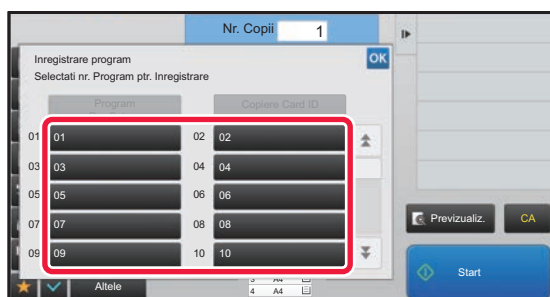 Nr. Copii 1
Inregistrare program OK
Selectati nr. Program ptr. Inregistrare
Program Copiere Card ID
01 01 02 02
03 03 04 04
05 05 06 06
07 07 08 08
09 09 10 10
Previzualiz. CA
Start
Altele
3 A4
4 A4